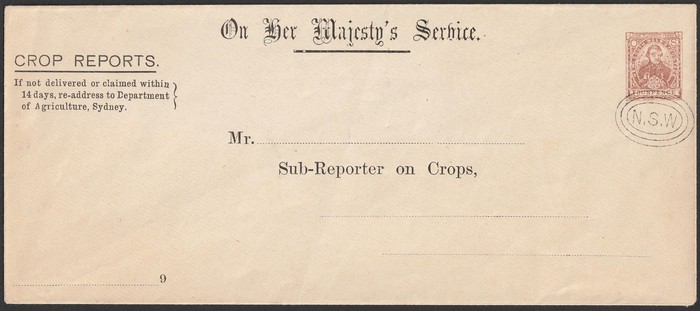 On Her Majesty's Service.
CROP REPORTS.
If not delivered or claimed within
14 days, re-address to Department
of Agriculture, Sydney.
N.S.W
Mr.
Sub-Reporter on Crops,
9